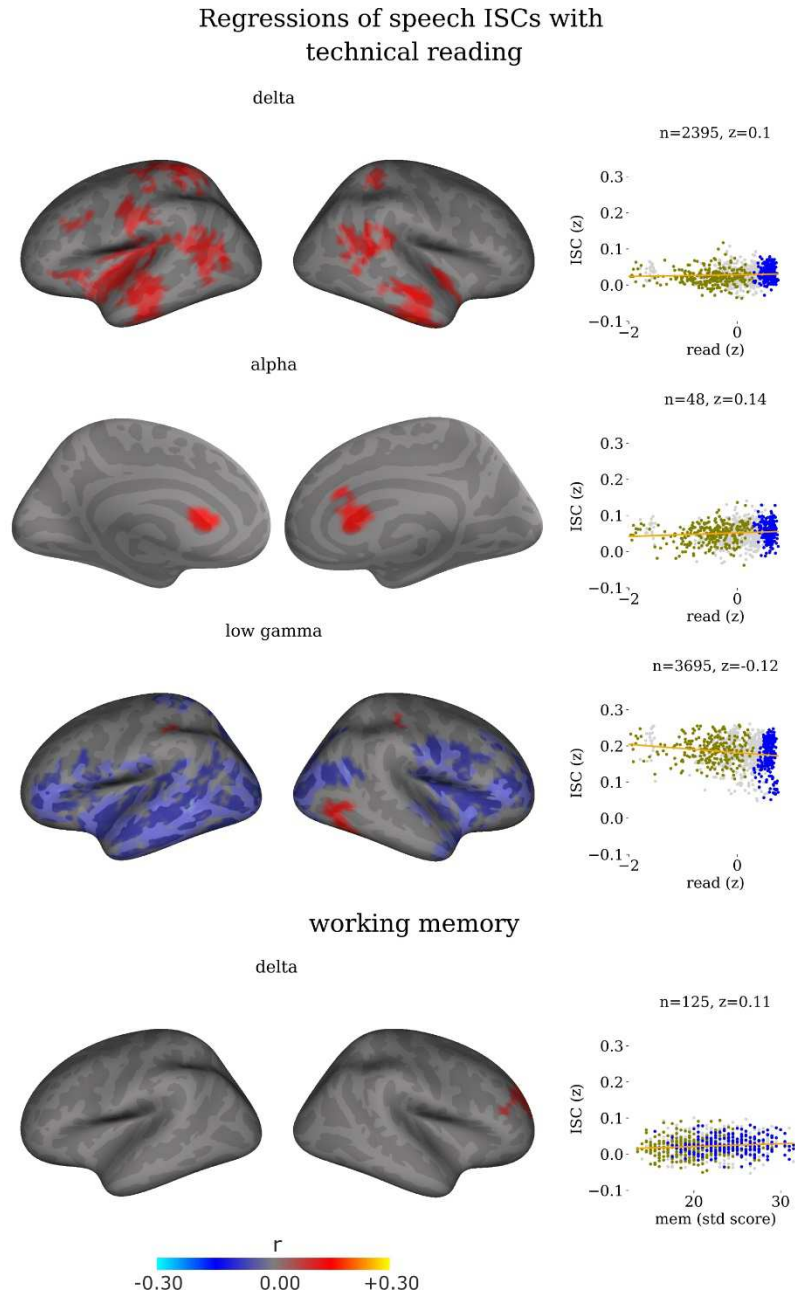 Regressions of speech ISCs with
technical reading
delta
n=2395, z=0.1
ISC (z)
0.3
0.2
0.1
0.0
−0.1
−2
0
read (z)
alpha
n=48, z=0.14
ISC (z)
0.3
0.2
0.1
0.0
−0.1
−2
0
read (z)
low gamma
n=3695, z=-0.12
ISC (z)
0.3
0.2
0.1
0.0
−0.1
−2
0
read (z)
working memory
delta
n=125, z=0.11
ISC (z)
0.3
0.2
0.1
0.0
−0.1
20
30
mem (std score)
r
-0.30
0.00
+0.30